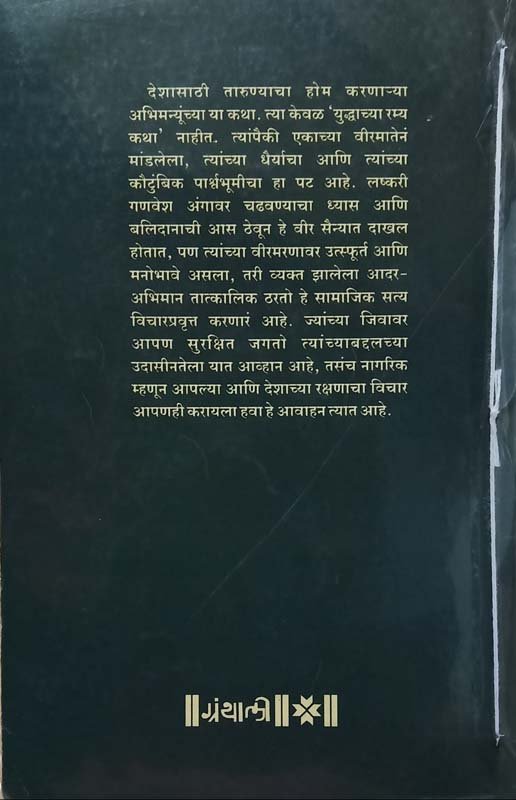 देशासाठी तारुण्याचा होम करणाऱ्या
अभिमन्यूंच्या या कथा. त्या केवळ 'युद्धाच्या रम्य
कथा' नाहीत. त्यांपैकी एकाच्या वीरमातेनं
मांडलेला, त्यांच्या धैर्याचा आणि त्यांच्या
कौटुंबिक पार्श्वभूमीचा हा पट आहे. लष्करी
गणवेश अंगावर चढवण्याचा ध्यास आणि
बलिदानाची आस ठेवून हे वीर सैन्यात दाखल
होतात, पण त्यांच्या वीरमरणावर उत्स्फूर्त आणि
मनोभावे असला, तरी व्यक्त झालेला आदर-
अभिमान तात्कालिक ठरतो हे सामाजिक सत्य
विचारप्रवृत्त करणारं आहे. ज्यांच्या जिवावर
आपण सुरक्षित जगतो त्यांच्याबद्दलच्या
उदासीनतेला यात आव्हान आहे, तसंच नागरिक
म्हणून आपल्या आणि देशाच्या रक्षणाचा विचार
आपणही करायला हवा हे आवाहन त्यात आहे.
॥ग्रंथाली॥॥